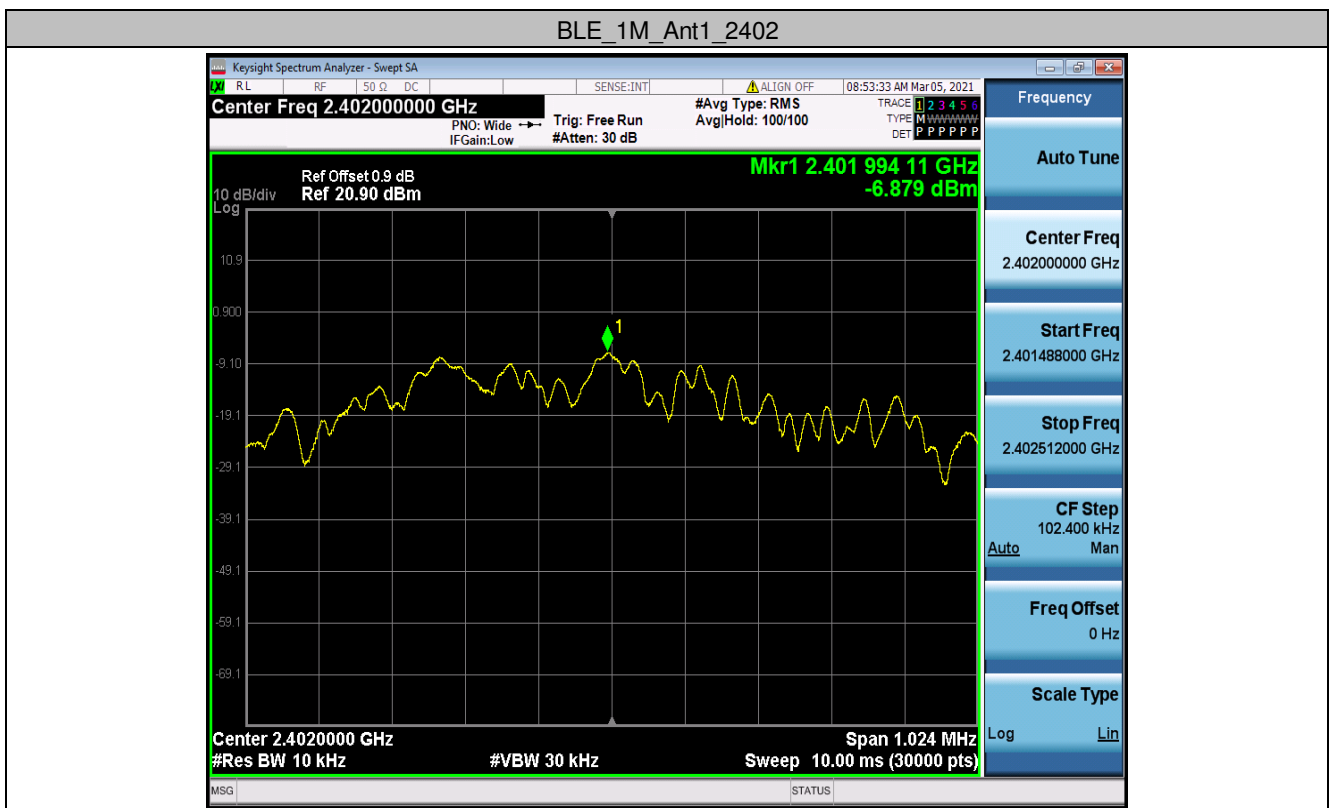 BLE_1M_Ant1_2402
Keysight Spectrum Analyzer - Swept SA
LXI RL RF 50 Ω DC SENSE:INT ALIGN OFF 08:53:33 AM Mar 05, 2021
Center Freq 2.402000000 GHz
PNO: Wide
IFGain:Low
Trig: Free Run
#Atten: 30 dB
#Avg Type: RMS
Avg|Hold: 100/100
TRACE 1 2 3 4 5 6
TYPE M WWWWW
DET P P P P P P
Mkr1 2.401 994 11 GHz
-6.879 dBm
Ref Offset 0.9 dB
10 dB/div Ref 20.90 dBm
Log
10.9
0.900
1
-9.10
-19.1
-29.1
-39.1
-49.1
-59.1
-69.1
Center 2.4020000 GHz Span 1.024 MHz
#Res BW 10 kHz #VBW 30 kHz Sweep 10.00 ms (30000 pts)
MSG STATUS
Frequency
Auto Tune
Center Freq
2.402000000 GHz
Start Freq
2.401488000 GHz
Stop Freq
2.402512000 GHz
CF Step
102.400 kHz
Auto Man
Freq Offset
0 Hz
Scale Type
Log Lin